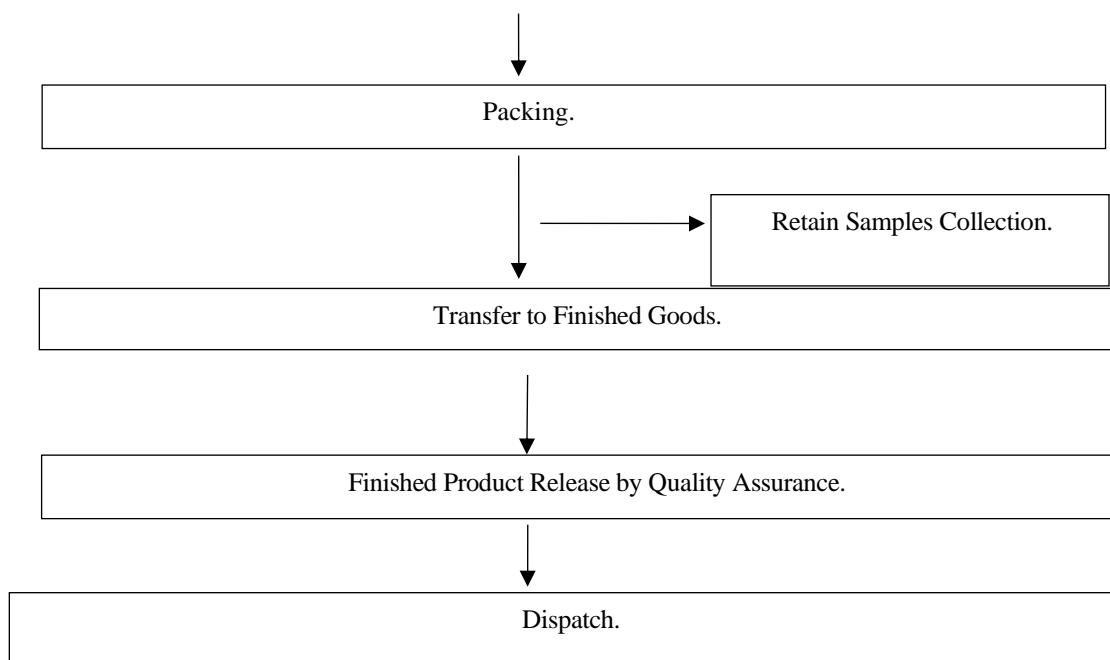 Packing.
Retain Samples Collection.
Transfer to Finished Goods.
Finished Product Release by Quality Assurance.
Dispatch.